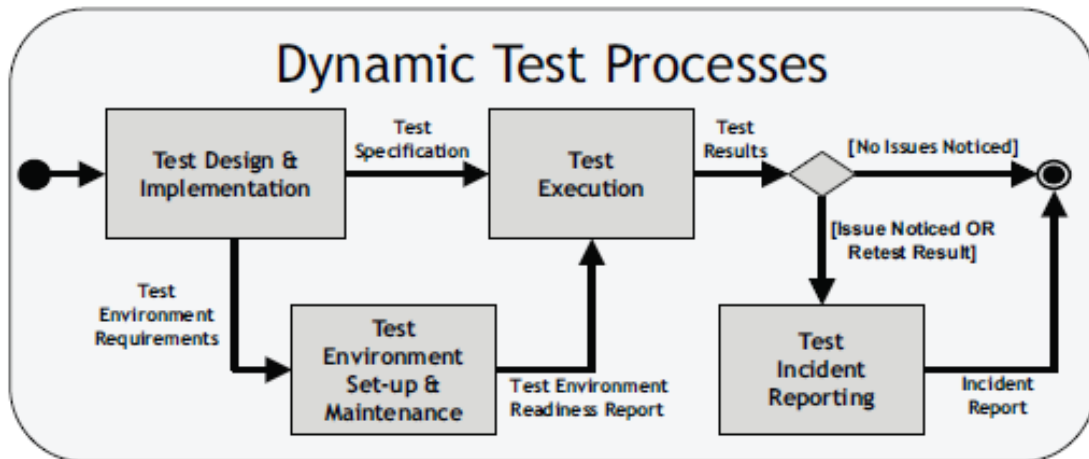 Dynamic Test Processes
Test Design &
Implementation
Test
Specification
Test
Execution
Test
Results
[No Issues Noticed]
[Issue Noticed OR
Retest Result]
Test
Environment
Requirements
Test
Environment
Set-up &
Maintenance
Test Environment
Readiness Report
Test
Incident
Reporting
Incident
Report